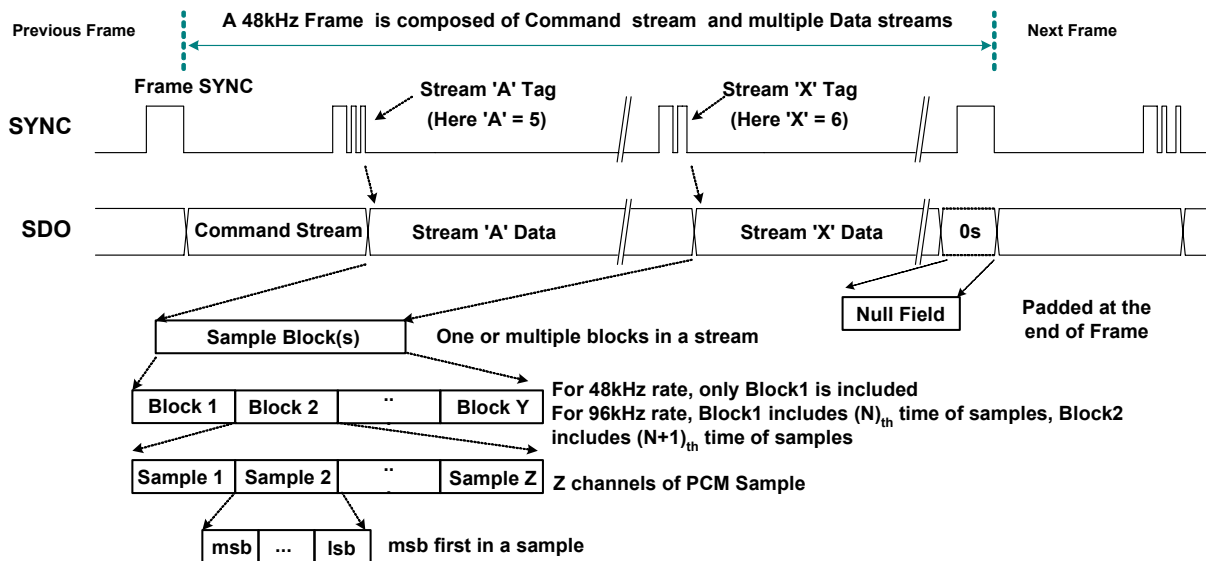 A 48kHz Frame is composed of Command stream and multiple Data streams
Previous Frame
Next Frame
Frame SYNC
Stream 'A' Tag
(Here 'A' = 5)
Stream 'X' Tag
(Here 'X' = 6)
SYNC
SDO
Command Stream
Stream 'A' Data
Stream 'X' Data
0s
Null Field
Padded at the
end of Frame
Sample Block(s)
One or multiple blocks in a stream
Block 1
Block 2
..
.
Block Y
For 48kHz rate, only Block1 is included
For 96kHz rate, Block1 includes (N)th time of samples, Block2
includes (N+1)th time of samples
Sample 1
Sample 2
..
.
Sample Z
Z channels of PCM Sample
msb
...
lsb
msb first in a sample